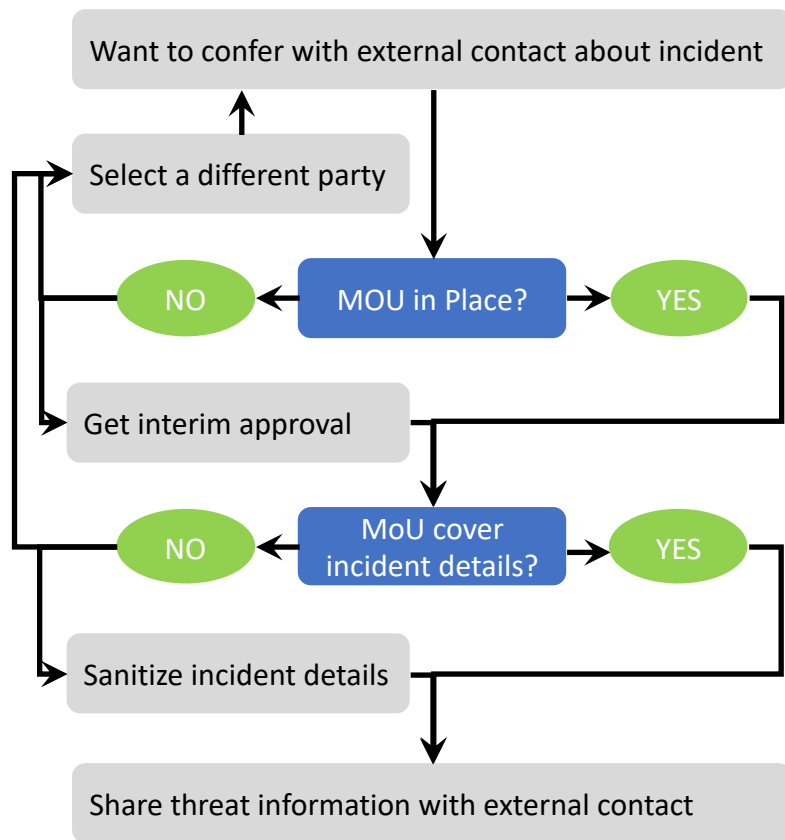 Want to confer with external contact about incident
Select a different party
NO
MOU in Place?
YES
Get interim approval
NO
MoU cover
incident details?
YES
Sanitize incident details
Share threat information with external contact